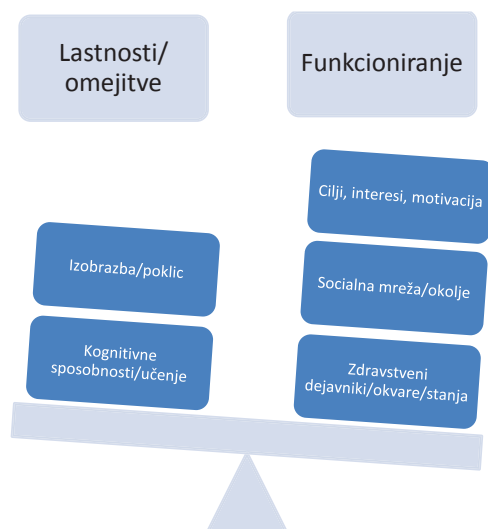 Lastnosti/
omejitve
Funkcioniranje
Cilji, interesi, motivacija
Izobrazba/poklic
Socialna mreža/okolje
Kognitivne
sposobnosti/učenje
Zdravstveni
dejavniki/okvare/stanja